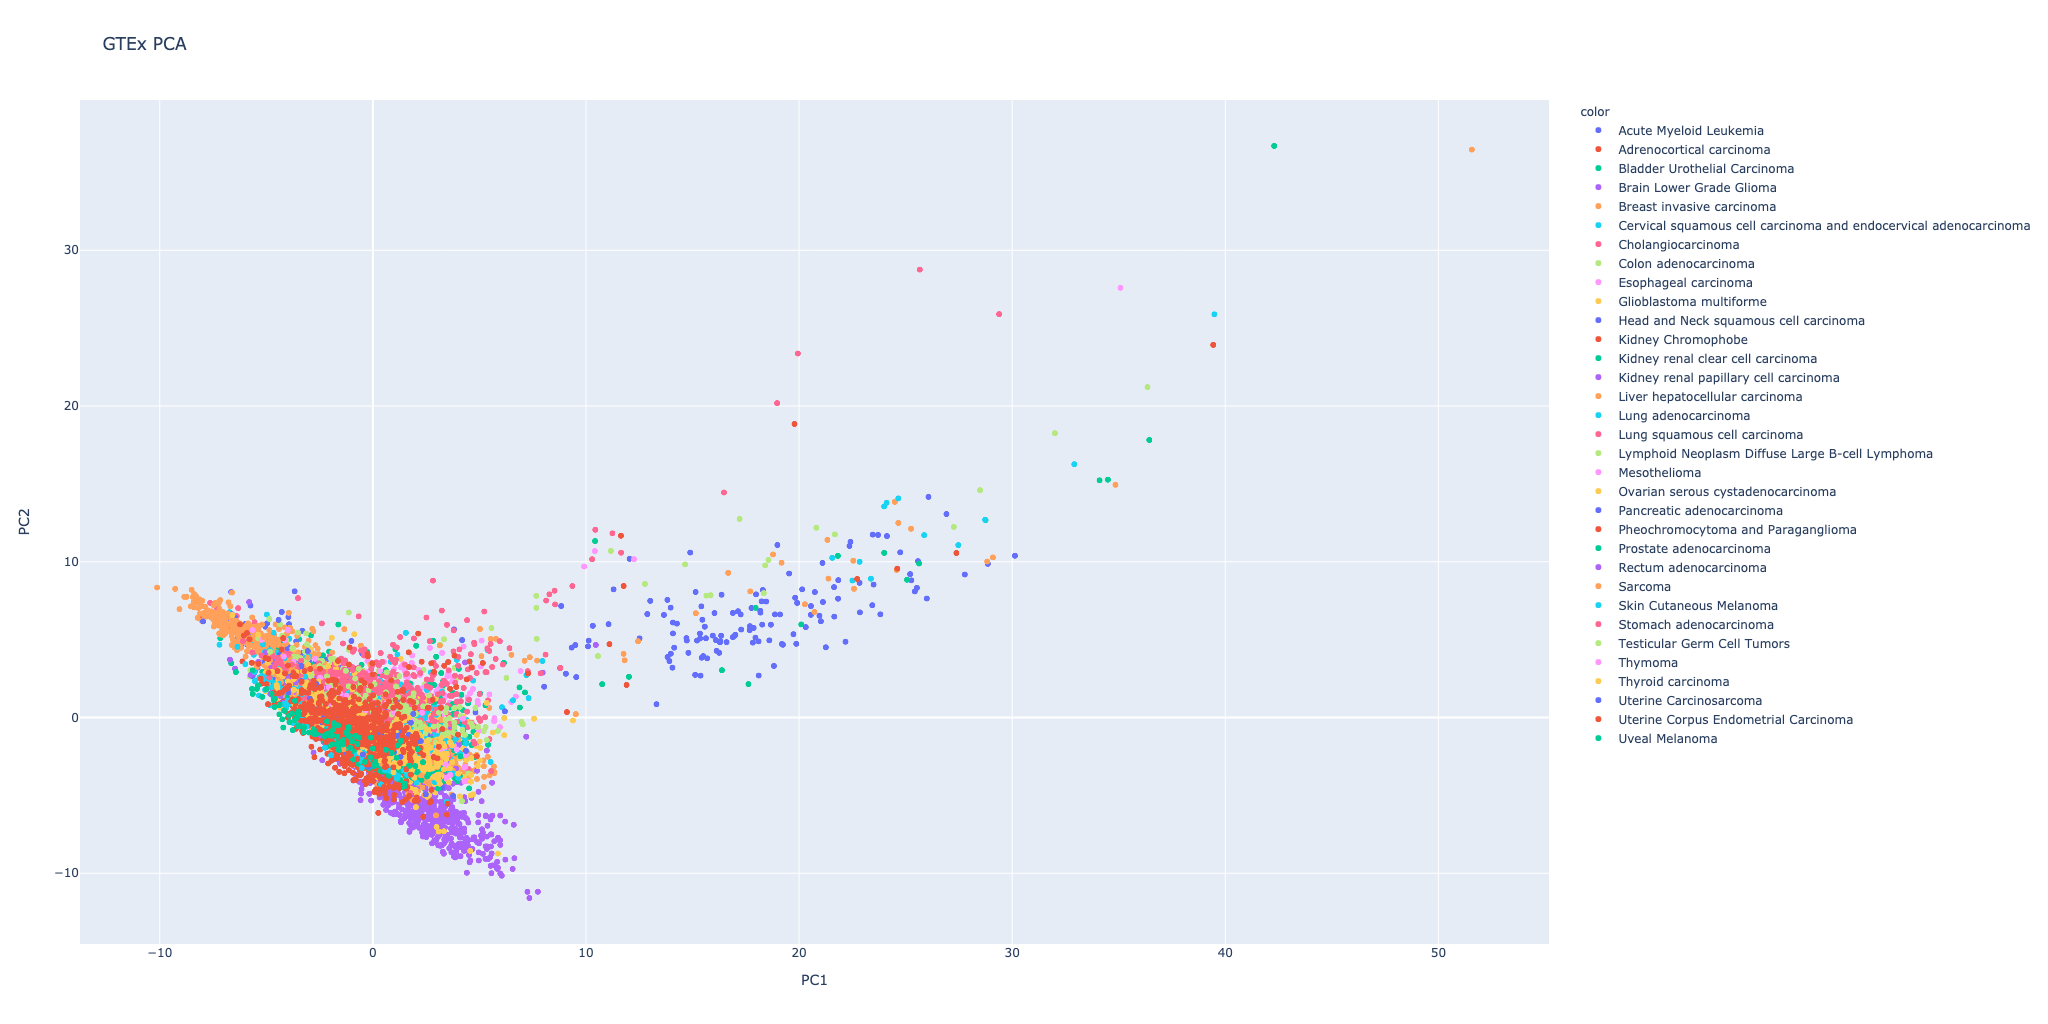 GTEx PCA
PC2
30
20
10
0
−10
−10 0 10 20 30 40 50
PC1
color
Acute Myeloid Leukemia
Adrenocortical carcinoma
Bladder Urothelial Carcinoma
Brain Lower Grade Glioma
Breast invasive carcinoma
Cervical squamous cell carcinoma and endocervical adenocarcinoma
Cholangiocarcinoma
Colon adenocarcinoma
Esophageal carcinoma
Glioblastoma multiforme
Head and Neck squamous cell carcinoma
Kidney Chromophobe
Kidney renal clear cell carcinoma
Kidney renal papillary cell carcinoma
Liver hepatocellular carcinoma
Lung adenocarcinoma
Lung squamous cell carcinoma
Lymphoid Neoplasm Diffuse Large B-cell Lymphoma
Mesothelioma
Ovarian serous cystadenocarcinoma
Pancreatic adenocarcinoma
Pheochromocytoma and Paraganglioma
Prostate adenocarcinoma
Rectum adenocarcinoma
Sarcoma
Skin Cutaneous Melanoma
Stomach adenocarcinoma
Testicular Germ Cell Tumors
Thymoma
Thyroid carcinoma
Uterine Carcinosarcoma
Uterine Corpus Endometrial Carcinoma
Uveal Melanoma